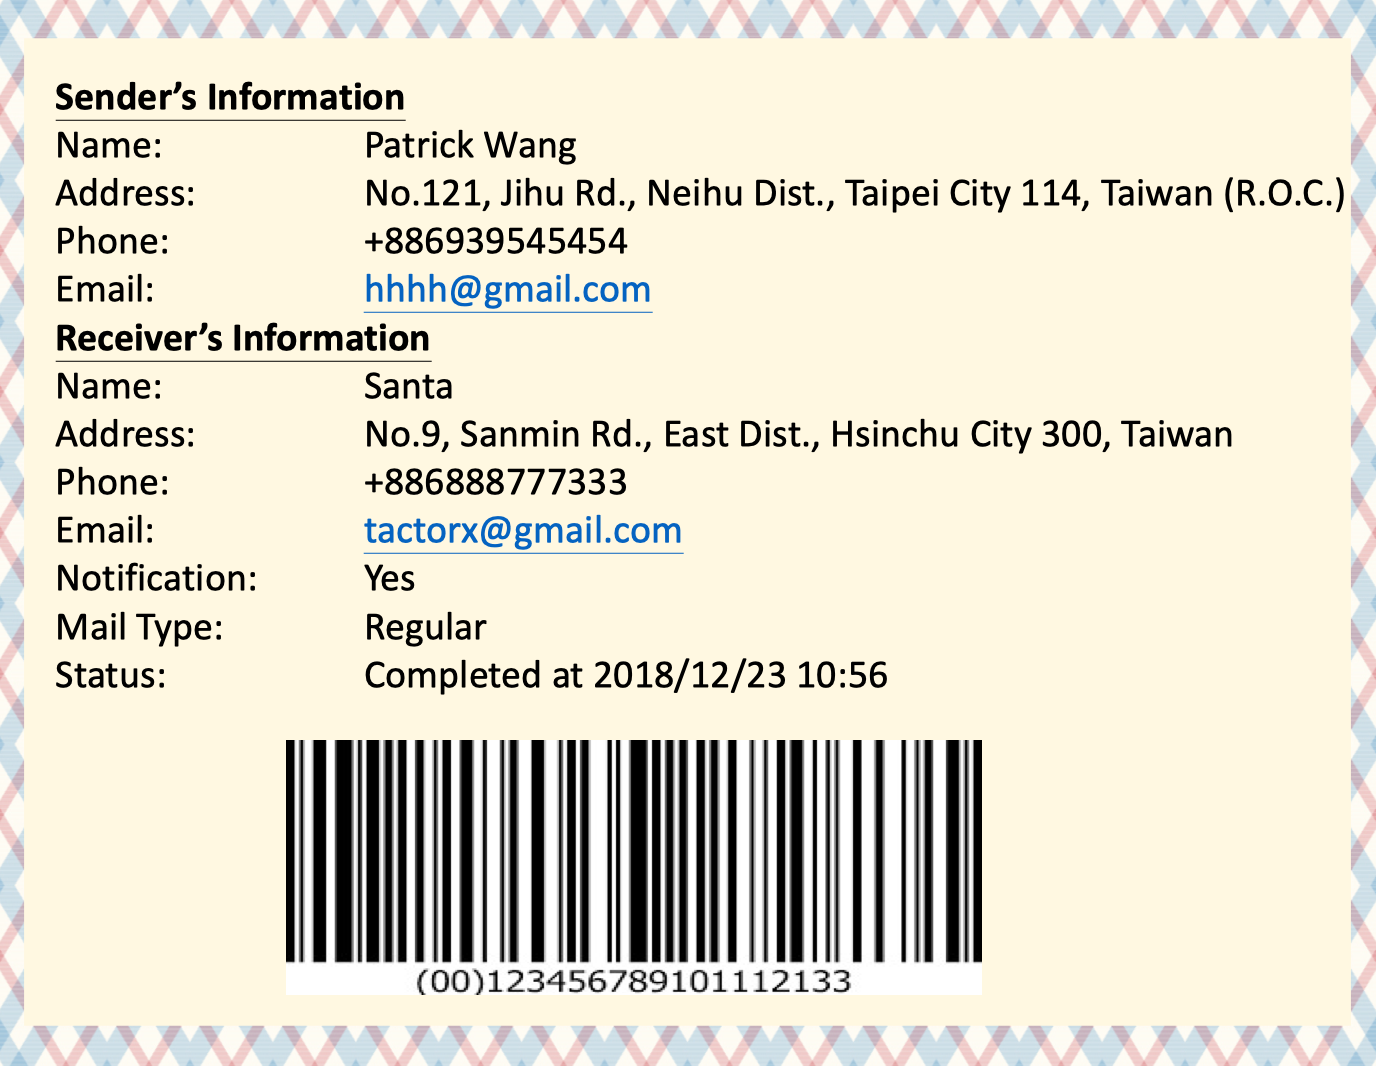 Sender’s Information
Name: Patrick Wang
Address: No.121, Jihu Rd., Neihu Dist., Taipei City 114, Taiwan (R.O.C.)
Phone: +886939545454
Email: hhhh@gmail.com
Receiver’s Information
Name: Santa
Address: No.9, Sanmin Rd., East Dist., Hsinchu City 300, Taiwan
Phone: +886888777333
Email: tactorx@gmail.com
Notification: Yes
Mail Type: Regular
Status: Completed at 2018/12/23 10:56
(00)123456789101112133